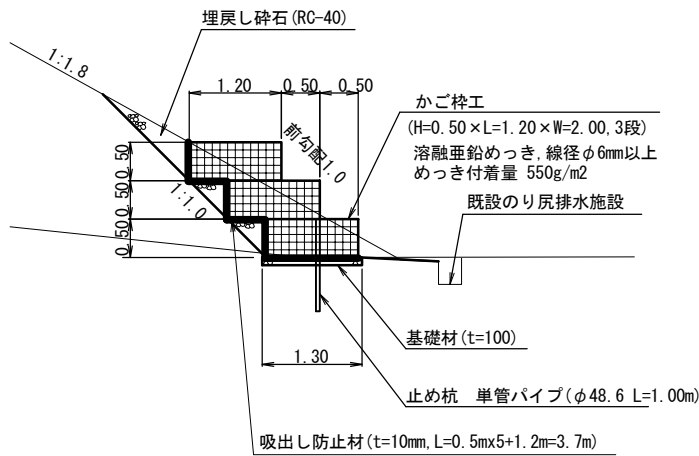 埋戻し砕石(RC-40)
1:1.8
1.20
0.50
0.50
かご枠工
(H=0.50×L=1.20×W=2.00,3段)
溶融亜鉛めっき,線径φ6mm以上
めっき付着量 550g/m2
前勾配1.0
0.50
0.50
0.50
1:1.0
既設のり尻排水施設
基礎材(t=100)
1.30
止め杭　単管パイプ(φ48.6 L=1.00m)
吸出し防止材(t=10mm,L=0.5mx5+1.2m=3.7m)